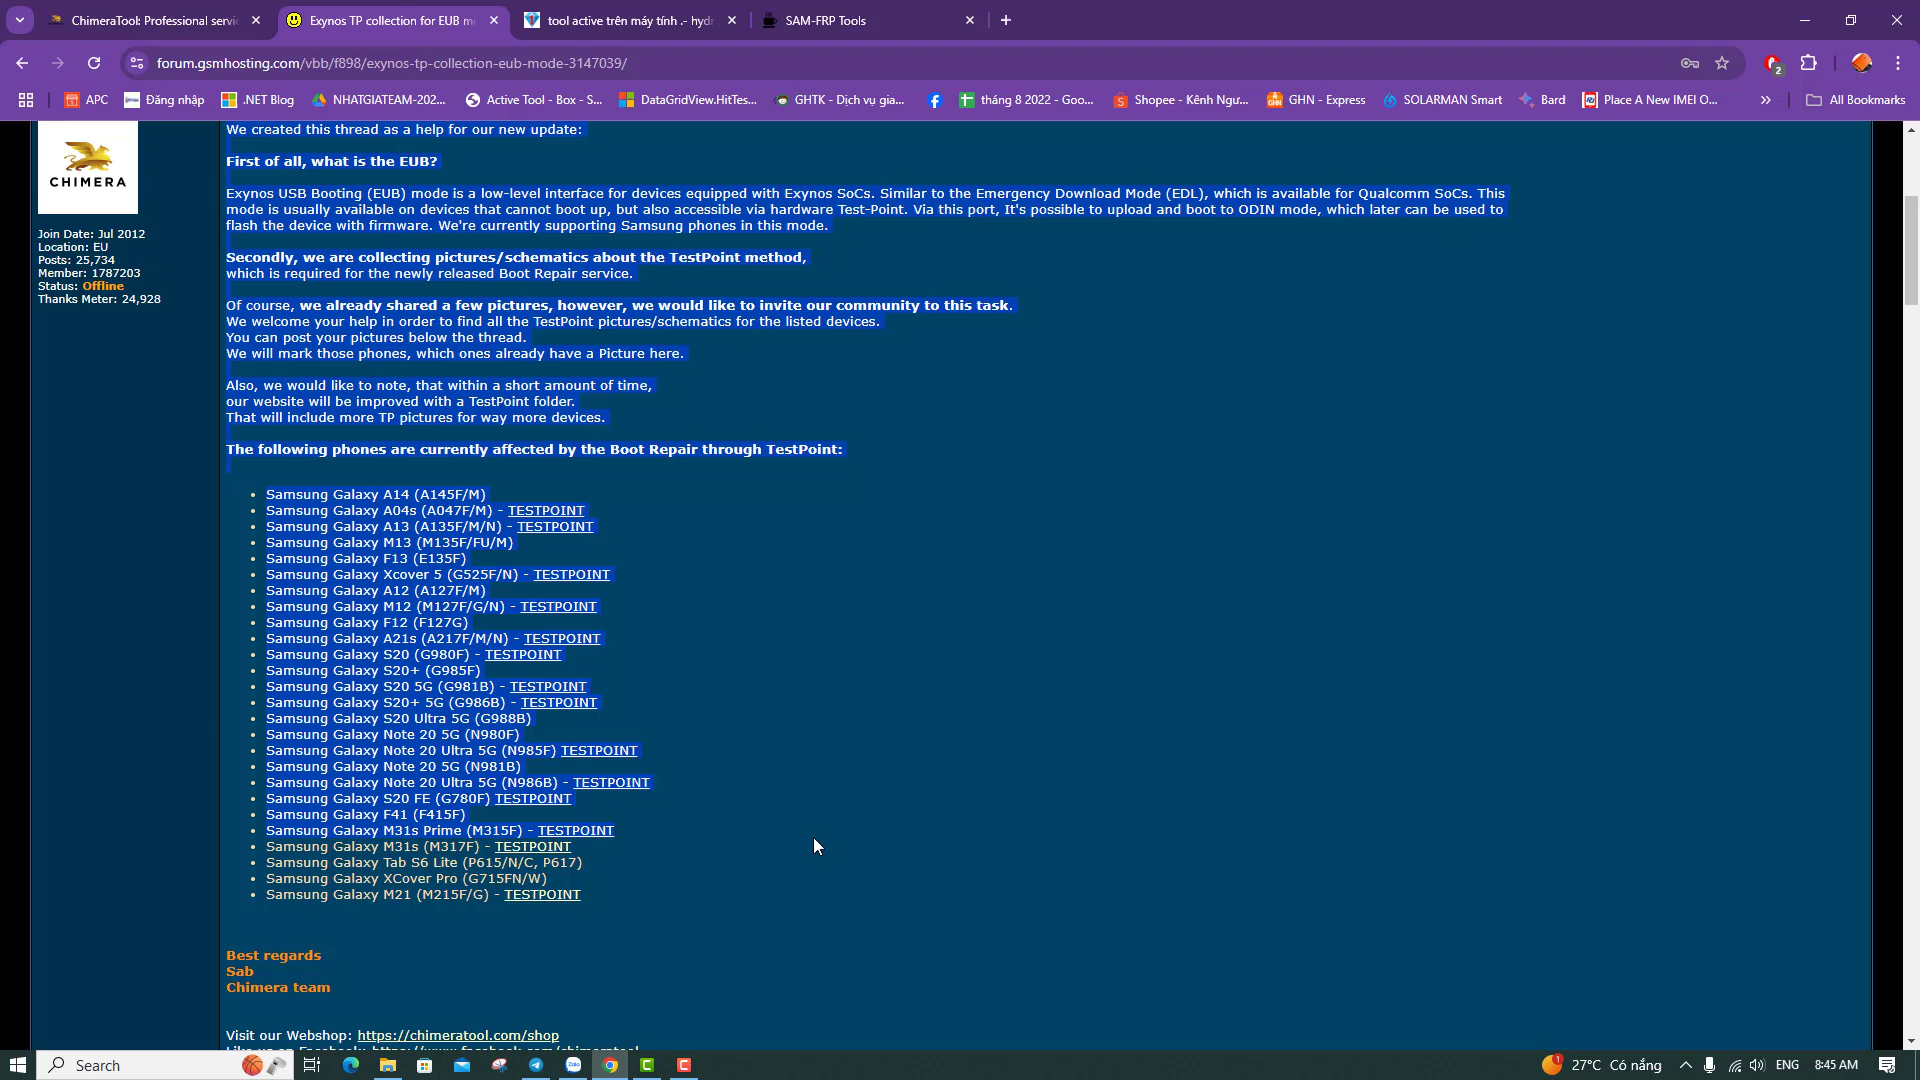 ChimeraTool: Professional servic
Exynos TP collection for EUB mo
tool active trên máy tính .- hydr
SAM-FRP Tools
forum.gsmhosting.com/vbb/f898/exynos-tp-collection-eub-mode-3147039/
2
APC
Đăng nhập
.NET Blog
NHATGIATEAM-202...
Active Tool - Box - S...
DataGridView.HitTes...
GHTK - Dịch vụ gia...
tháng 8 2022 - Goo...
Shopee - Kênh Ngư...
GHN - Express
SOLARMAN Smart
Bard
Place A New IMEI O...
All Bookmarks
CHIMERA
Join Date: Jul 2012
Location: EU
Posts: 25,734
Member: 1787203
Status: Offline
Thanks Meter: 24,928
We created this thread as a help for our new update:
First of all, what is the EUB?
Exynos USB Booting (EUB) mode is a low-level interface for devices equipped with Exynos SoCs. Similar to the Emergency Download Mode (EDL), which is available for Qualcomm SoCs. This
mode is usually available on devices that cannot boot up, but also accessible via hardware Test-Point. Via this port, It's possible to upload and boot to ODIN mode, which later can be used to
flash the device with firmware. We're currently supporting Samsung phones in this mode.
Secondly, we are collecting pictures/schematics about the TestPoint method,
which is required for the newly released Boot Repair service.
Of course, we already shared a few pictures, however, we would like to invite our community to this task.
We welcome your help in order to find all the TestPoint pictures/schematics for the listed devices.
You can post your pictures below the thread.
We will mark those phones, which ones already have a Picture here.
Also, we would like to note, that within a short amount of time,
our website will be improved with a TestPoint folder.
That will include more TP pictures for way more devices.
The following phones are currently affected by the Boot Repair through TestPoint:
• Samsung Galaxy A14 (A145F/M)
• Samsung Galaxy A04s (A047F/M) - TESTPOINT
• Samsung Galaxy A13 (A135F/M/N) - TESTPOINT
• Samsung Galaxy M13 (M135F/FU/M)
• Samsung Galaxy F13 (E135F)
• Samsung Galaxy Xcover 5 (G525F/N) - TESTPOINT
• Samsung Galaxy A12 (A127F/M)
• Samsung Galaxy M12 (M127F/G/N) - TESTPOINT
• Samsung Galaxy F12 (F127G)
• Samsung Galaxy A21s (A217F/M/N) - TESTPOINT
• Samsung Galaxy S20 (G980F) - TESTPOINT
• Samsung Galaxy S20+ (G985F)
• Samsung Galaxy S20 5G (G981B) - TESTPOINT
• Samsung Galaxy S20+ 5G (G986B) - TESTPOINT
• Samsung Galaxy S20 Ultra 5G (G988B)
• Samsung Galaxy Note 20 5G (N980F)
• Samsung Galaxy Note 20 Ultra 5G (N985F) TESTPOINT
• Samsung Galaxy Note 20 5G (N981B)
• Samsung Galaxy Note 20 Ultra 5G (N986B) - TESTPOINT
• Samsung Galaxy S20 FE (G780F) TESTPOINT
• Samsung Galaxy F41 (F415F)
• Samsung Galaxy M31s Prime (M315F) - TESTPOINT
• Samsung Galaxy M31s (M317F) - TESTPOINT
• Samsung Galaxy Tab S6 Lite (P615/N/C, P617)
• Samsung Galaxy XCover Pro (G715FN/W)
• Samsung Galaxy M21 (M215F/G) - TESTPOINT
Best regards
Sab
Chimera team
Visit our Webshop: https://chimeratool.com/shop
Search
Zalo
1
27°C Có nắng
ENG
8:45 AM